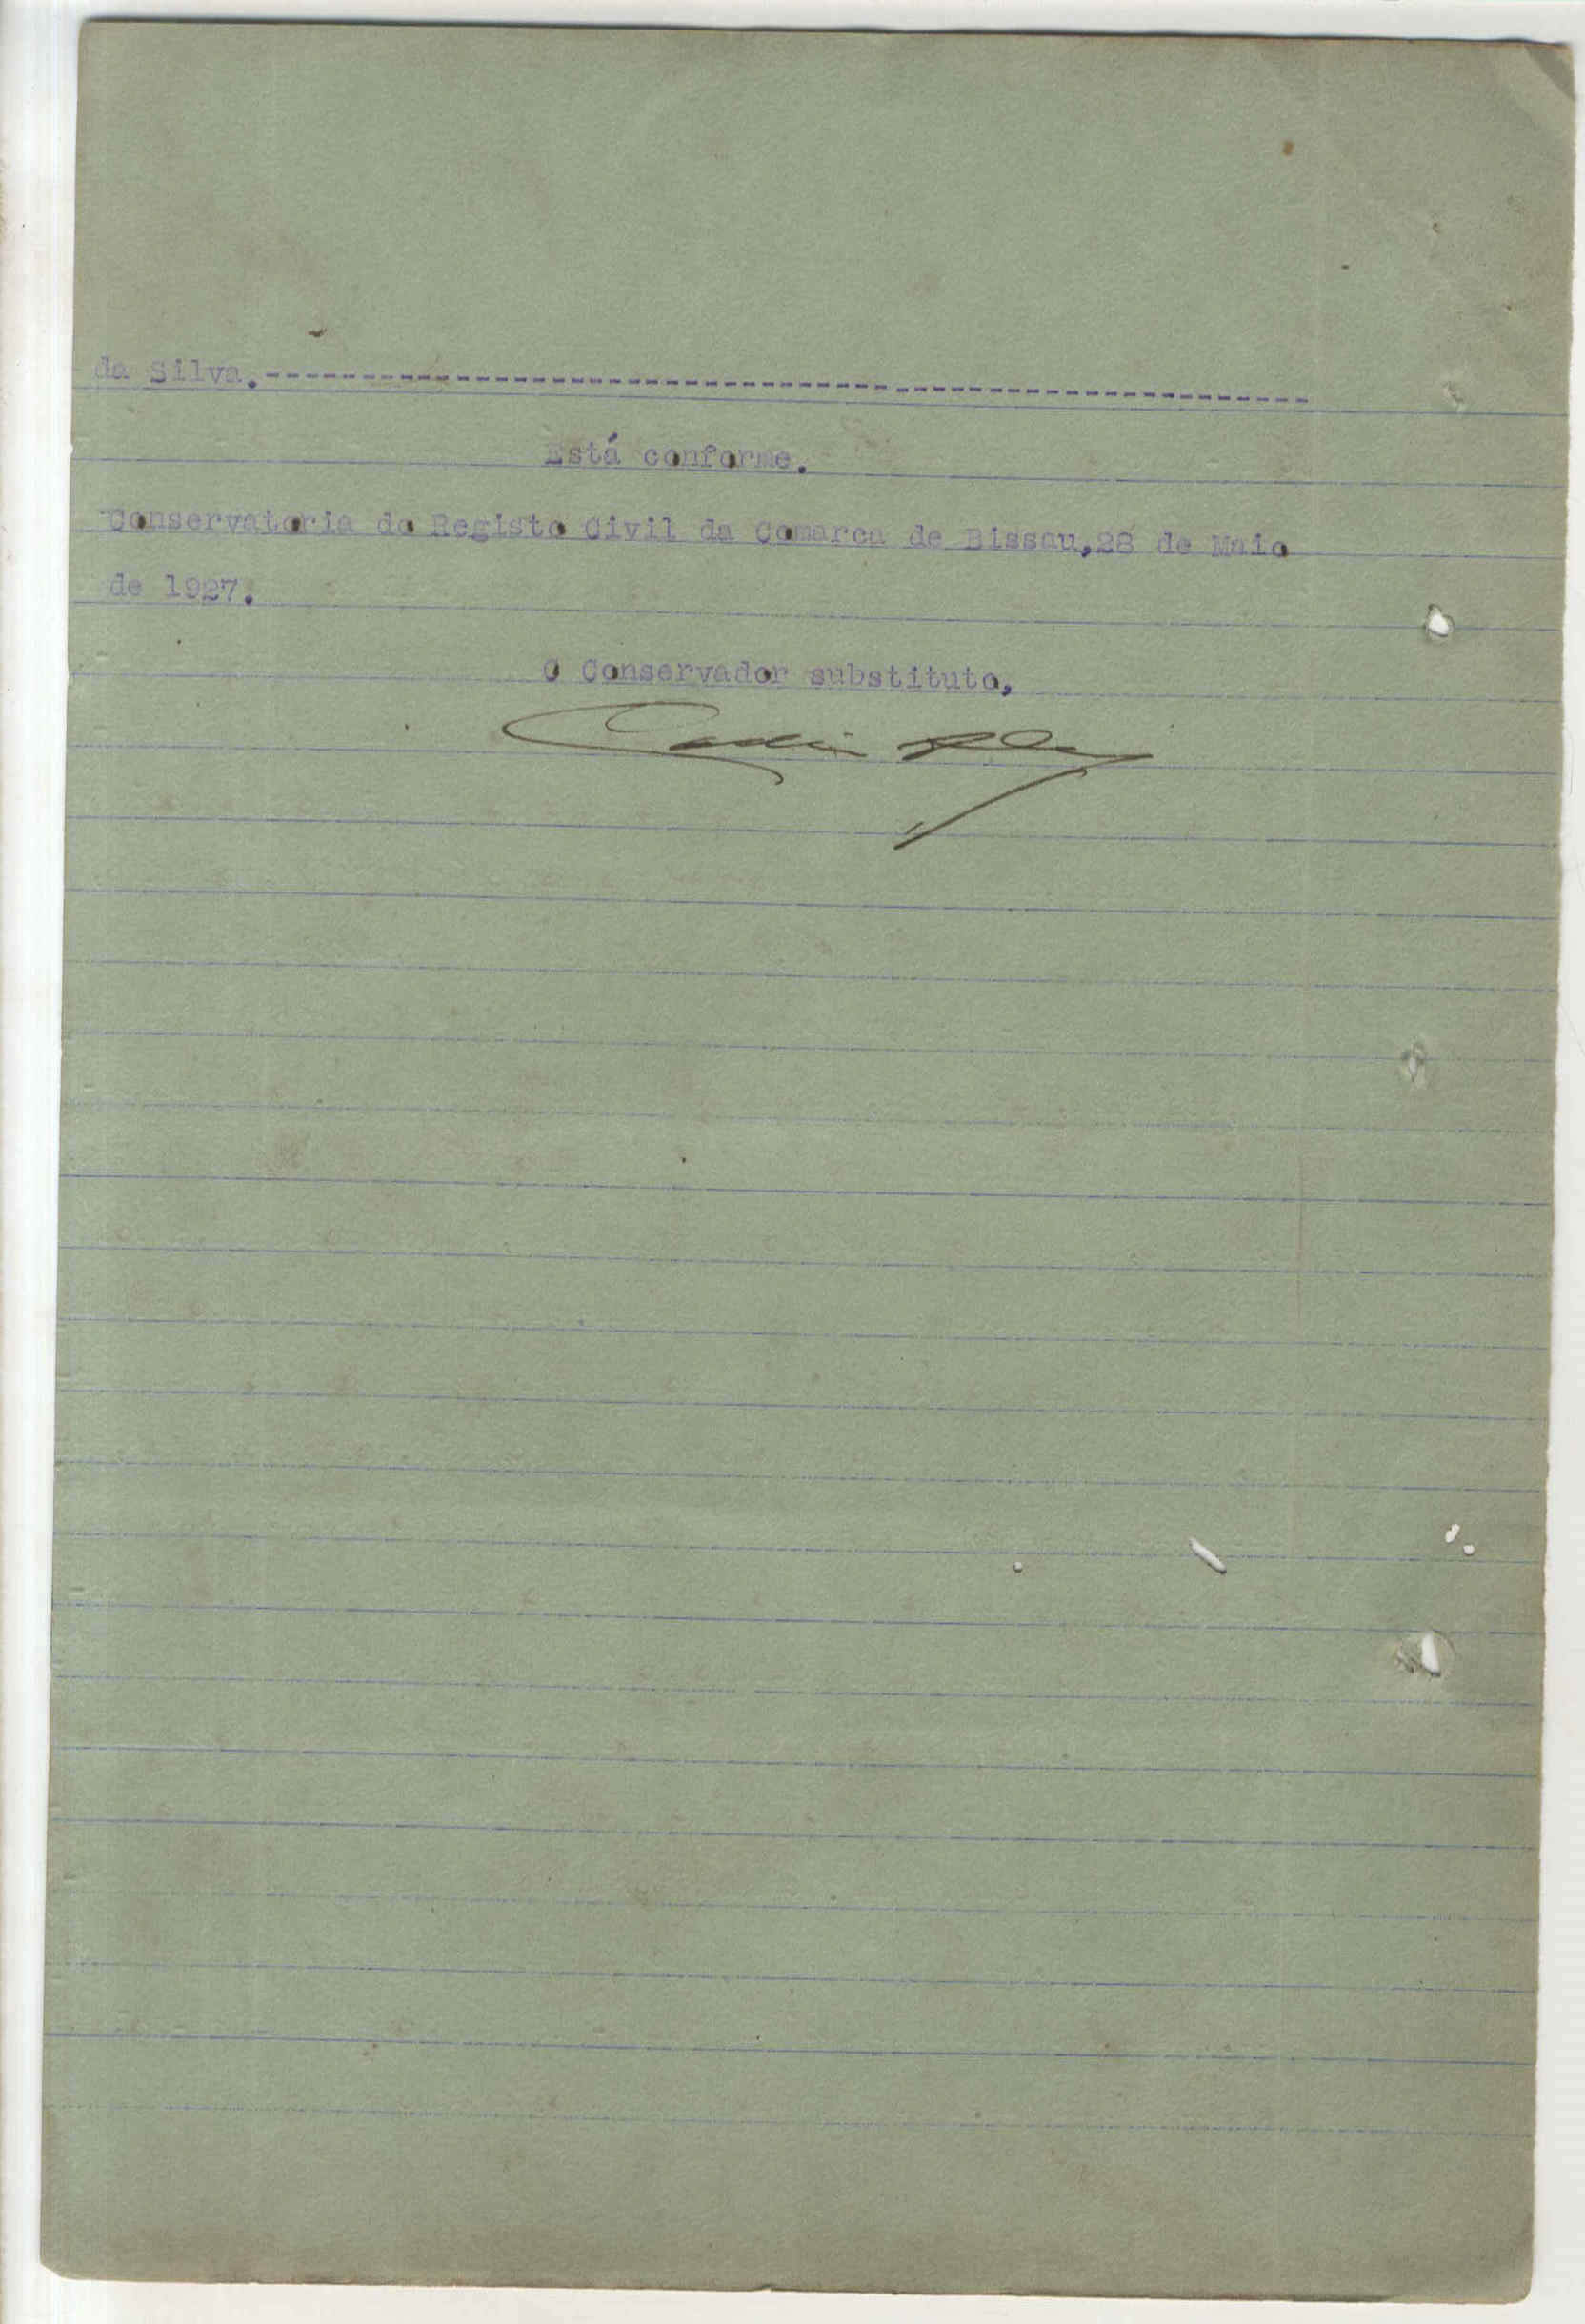 da Silva.--------------------------------------------------------------------
Está conforme.
Conservatoria do Registo Civil da Comarca de Bissau,28 de Maio
de 1927.
O Conservador substituto,